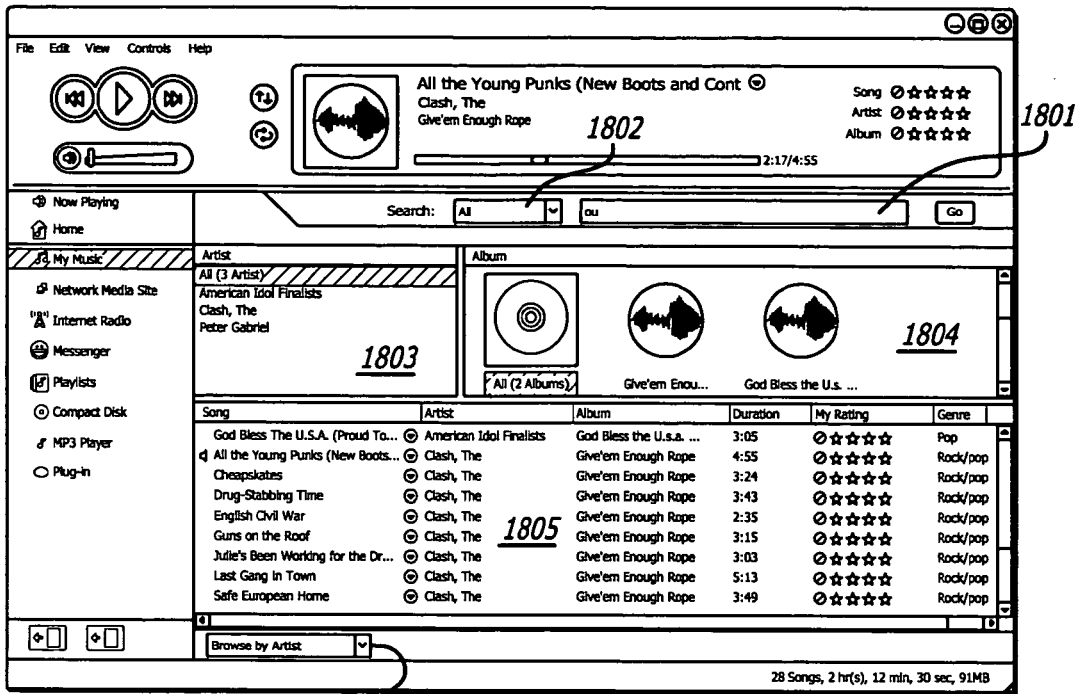 File Edit View Controls Help
All the Young Punks (New Boots and Cont
Clash, The
Give'em Enough Rope
2:17/4:55
Song
Artist
Album
1801
1802
Now Playing
Home
Search: All ou Go
My Music
Network Media Site
Internet Radio
Messenger
Playlists
Compact Disk
MP3 Player
Plug-in
Artist
All (3 Artist)
American Idol Finalists
Clash, The
Peter Gabriel
1803
Album
1804
All (2 Albums) Give'em Enou... God Bless the U.s. ...
Song Artist Album Duration My Rating Genre
God Bless The U.S.A. (Proud To... American Idol Finalists God Bless the U.s.a. ... 3:05 Pop
All the Young Punks (New Boots... Clash, The Give'em Enough Rope 4:55 Rock/pop
Cheapskates Clash, The Give'em Enough Rope 3:24 Rock/pop
Drug-Stabbing Time Clash, The Give'em Enough Rope 3:43 Rock/pop
English Civil War Clash, The Give'em Enough Rope 2:35 Rock/pop
Guns on the Roof Clash, The Give'em Enough Rope 3:15 Rock/pop
Julie's Been Working for the Dr... Clash, The Give'em Enough Rope 3:03 Rock/pop
Last Gang in Town Clash, The Give'em Enough Rope 5:13 Rock/pop
Safe European Home Clash, The Give'em Enough Rope 3:49 Rock/pop
1805
Browse by Artist
28 Songs, 2 hr(s), 12 min, 30 sec, 91MB